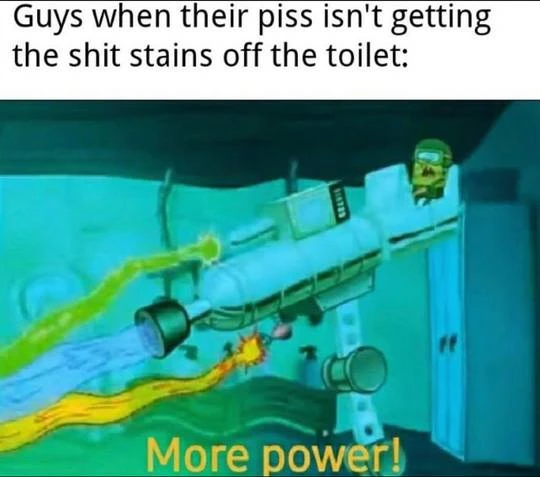 Guys when their piss isn't getting
the shit stains off the toilet:
More power!